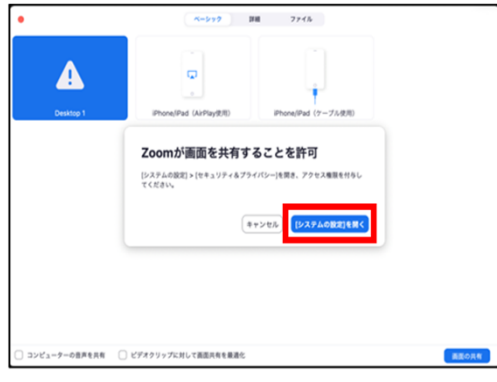 ベーシック 詳細 ファイル
Desktop 1
iPhone/iPad（AirPlay使用）
iPhone/iPad（ケーブル使用）
Zoomが画面を共有することを許可
[システムの設定] > [セキュリティ&プライバシー]を開き、アクセス権限を付与し
てください。
キャンセル
[システムの設定]を開く
コンピューターの音声を共有
ビデオクリップに対して画面共有を最適化
画面の共有